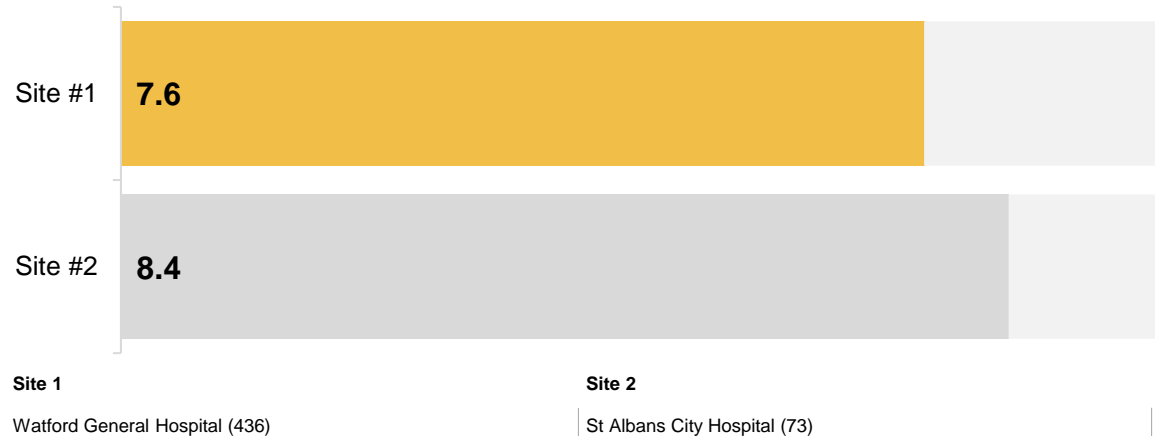 Site #1
7.6
Site #2
8.4
Site 1
Site 2
Watford General Hospital (436)
St Albans City Hospital (73)